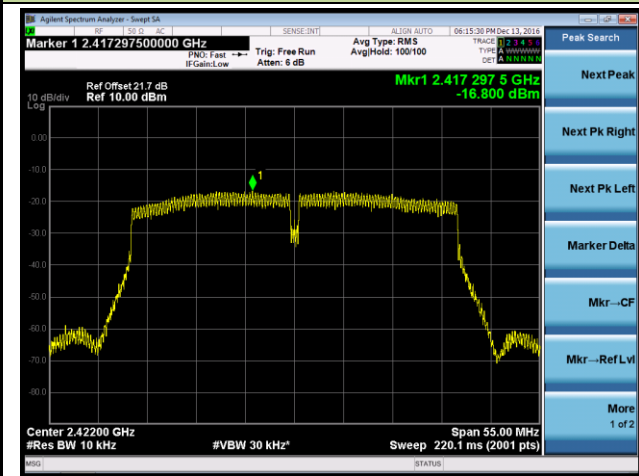 Agilent Spectrum Analyzer - Swept SA
RF 50 Ω AC SENSE:INT ALIGN AUTO 06:15:30 PM Dec 13, 2016
Marker 1 2.417297500000 GHz
PNO: Fast Trig: Free Run
IFGain:Low Atten: 6 dB
Avg Type: RMS
Avg|Hold: 100/100
TRACE 1 2 3 4 5 6
TYPE A WWWWW
DET A N N N N N
Peak Search
Mkr1 2.417 297 5 GHz
-16.800 dBm
Ref Offset 21.7 dB
10 dB/div Ref 10.00 dBm
Log
0.00
-10.0
-20.0
-30.0
-40.0
-50.0
-60.0
-70.0
-80.0
1
Center 2.42200 GHz Span 55.00 MHz
#Res BW 10 kHz #VBW 30 kHz* Sweep 220.1 ms (2001 pts)
MSG STATUS
Next Peak
Next Pk Right
Next Pk Left
Marker Delta
Mkr→CF
Mkr→Ref Lvl
More
1 of 2